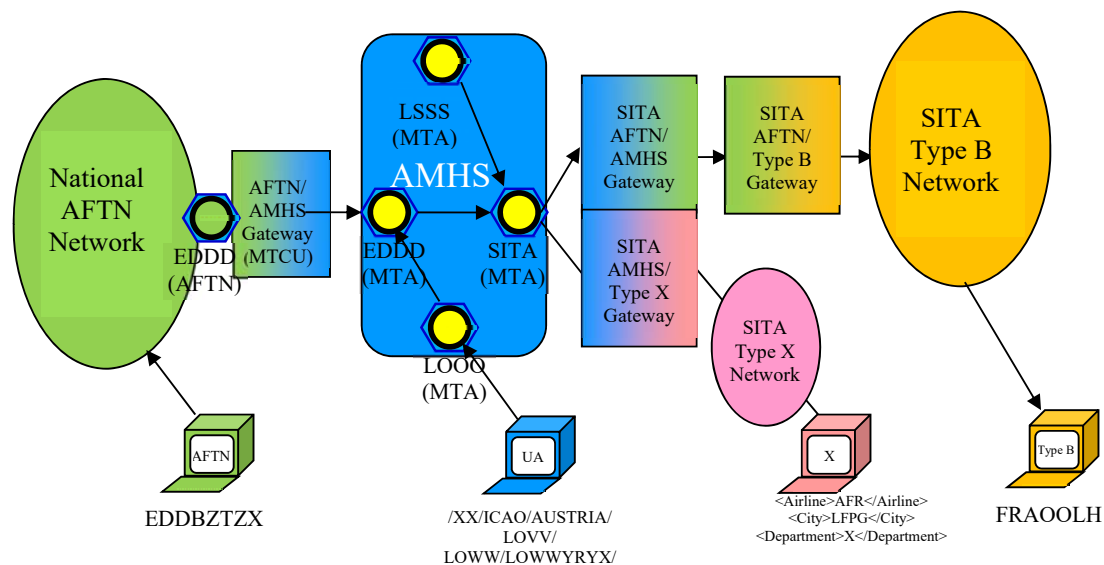 National
AFTN
Network
EDDD
(AFTN)
AFTN/
AMHS
Gateway
(MTCU)
LSSS
(MTA)
AMHS
EDDD
(MTA)
SITA
(MTA)
LOOO
(MTA)
SITA
AFTN/
AMHS
Gateway
SITA
AMHS/
Type X
Gateway
SITA
AFTN/
Type B
Gateway
SITA
Type B
Network
SITA
Type X
Network
AFTN
EDDBZTZX
UA
/XX/ICAO/AUSTRIA/
LOVV/
LOWW/LOWWYRYX/
X
<Airline>AFR</Airline>
<City>LFPG</City>
<Department>X</Department>
Type B
FRAOOLH